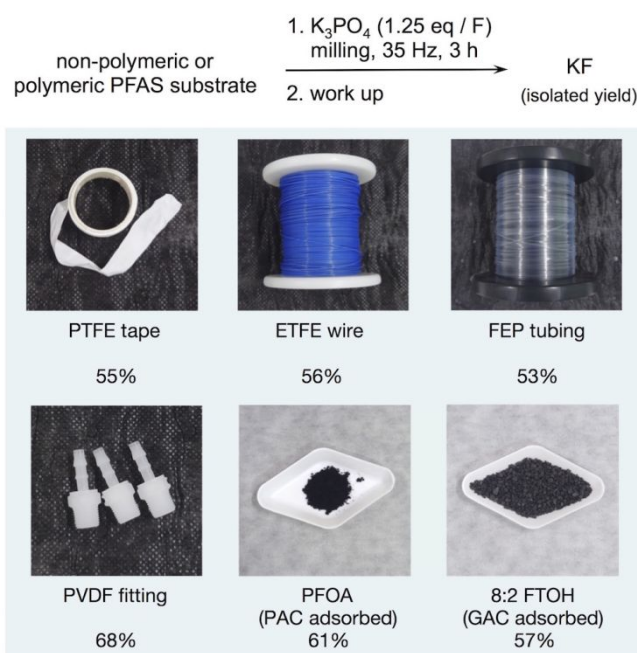 non-polymeric or
polymeric PFAS substrate
1. K₃PO₄ (1.25 eq / F)
milling, 35 Hz, 3 h
2. work up
KF
(isolated yield)
PTFE tape
ETFE wire
FEP tubing
55%
56%
53%
PVDF fitting
PFOA
(PAC adsorbed)
8:2 FTOH
(GAC adsorbed)
68%
61%
57%